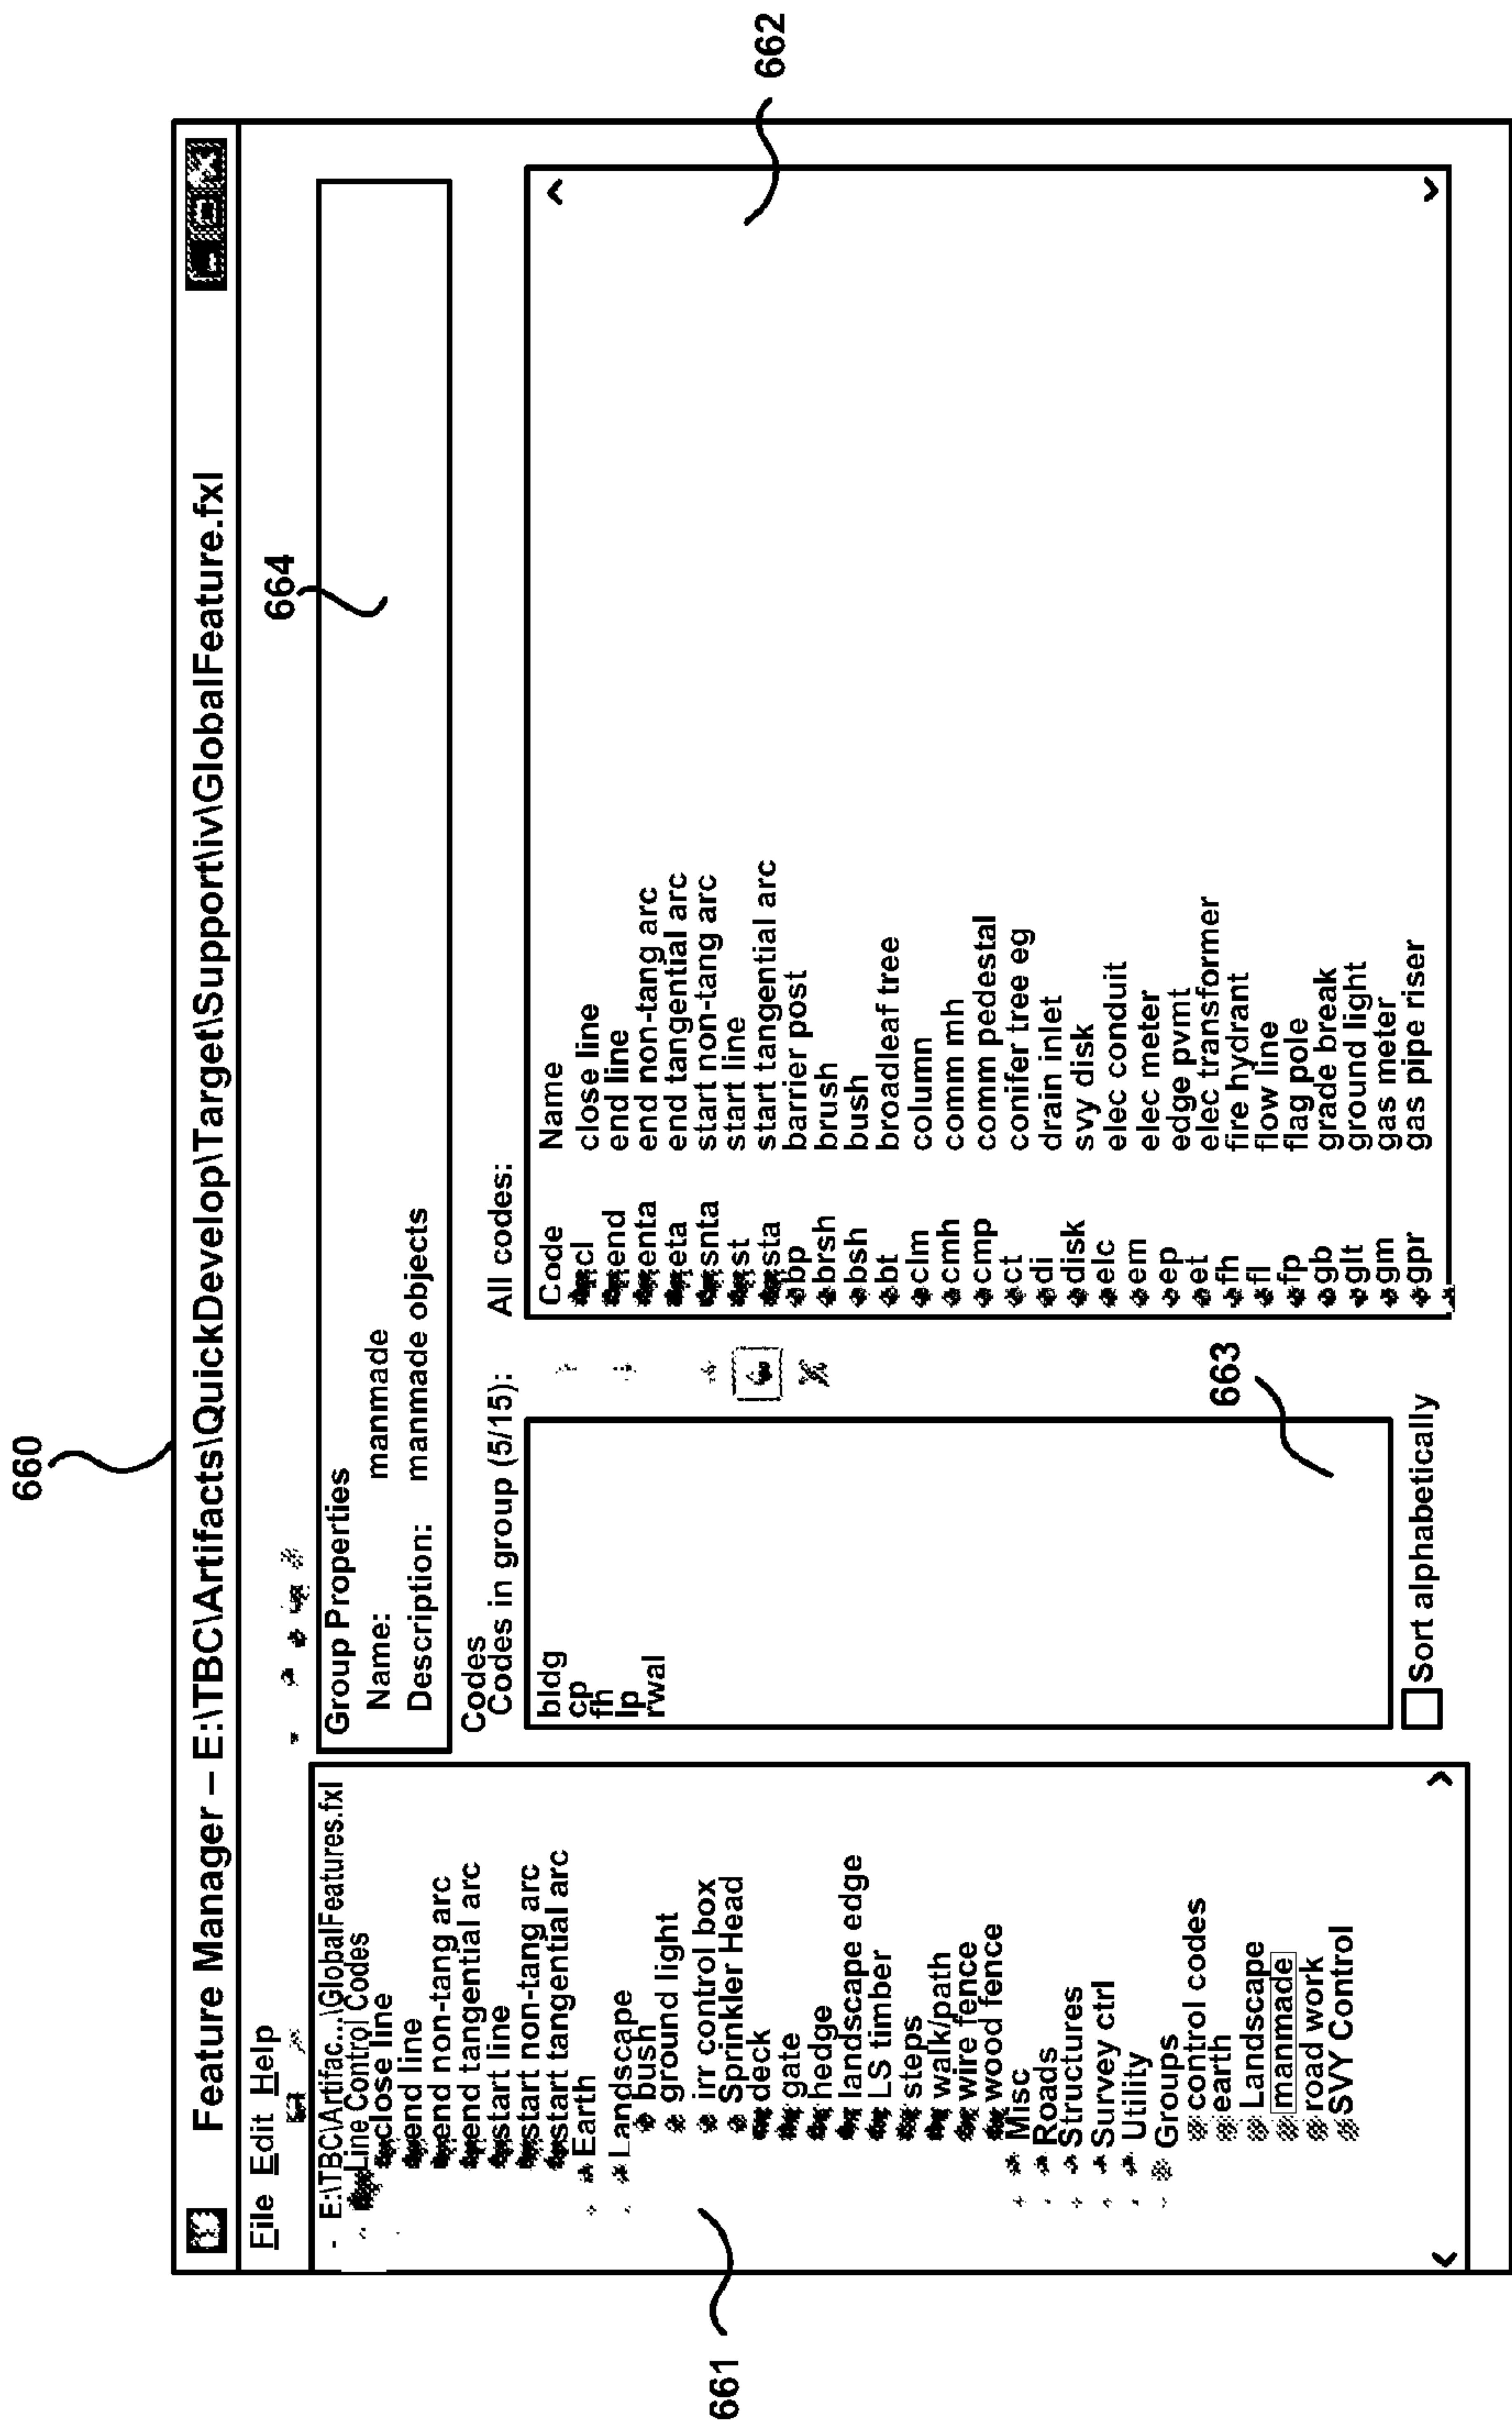 660
Feature Manager – E:\TBC\Artifacts\QuickDevelop\Target\Support\iv\GlobalFeature.fxl
File Edit Help
664
E:\TBC\Artifac...\GlobalFeatures.fxl
Line Control Codes
close line
end line
end non-tang arc
end tangential arc
start line
start non-tang arc
start tangential arc
Earth
Landscape
bush
ground light
irr control box
Sprinkler Head
deck
gate
hedge
landscape edge
LS timber
steps
walk/path
wire fence
wood fence
Misc
Roads
Structures
Survey ctrl
Utility
Groups
control codes
earth
Landscape
manmade
road work
SVY Control
661
Group Properties
Name: manmade
Description: manmade objects
Codes
Codes in group (5/15):
bldg
cp
fh
lp
rwal
663
Sort alphabetically
All codes:
Code Name
cl close line
end end line
enta end non-tang arc
eta end tangential arc
snta start non-tang arc
st start line
sta start tangential arc
bp barrier post
brsh brush
bsh bush
bt broadleaf tree
clm column
cmh comm mh
cmp comm pedestal
ct conifer tree eg
di drain inlet
disk svy disk
elc elec conduit
em elec meter
ep edge pvmt
et elec transformer
fh fire hydrant
fl flow line
fp flag pole
gb grade break
glt ground light
gm gas meter
gpr gas pipe riser
662